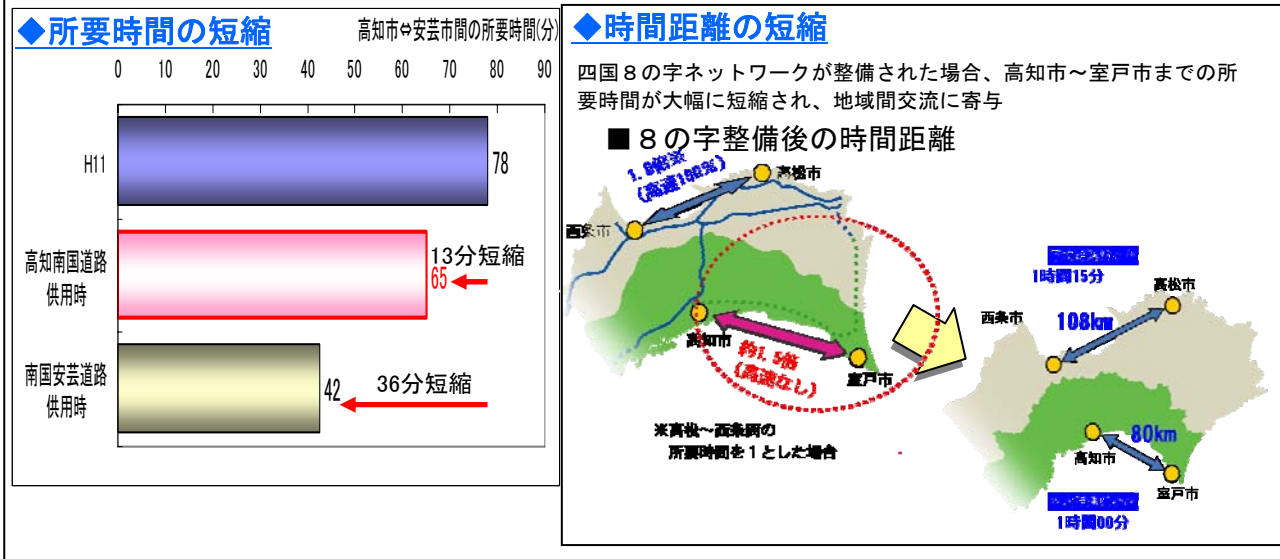 ◆所要時間の短縮
高知市⇔安芸市間の所要時間(分)
0 10 20 30 40 50 60 70 80 90
H11
78
高知南国道路
供用時
13分短縮
65
南国安芸道路
供用時
42
36分短縮
◆時間距離の短縮
四国８の字ネットワークが整備された場合、高知市～室戸市までの所
要時間が大幅に短縮され、地域間交流に寄与
■８の字整備後の時間距離
(高速100%)
高松市
西条市
高知市
約1.5倍
(高速なし)
室戸市
※高松～西条間の
所要時間を１とした場合
1時間15分
高松市
西条市
108km
80km
高知市
室戸市
1時間00分